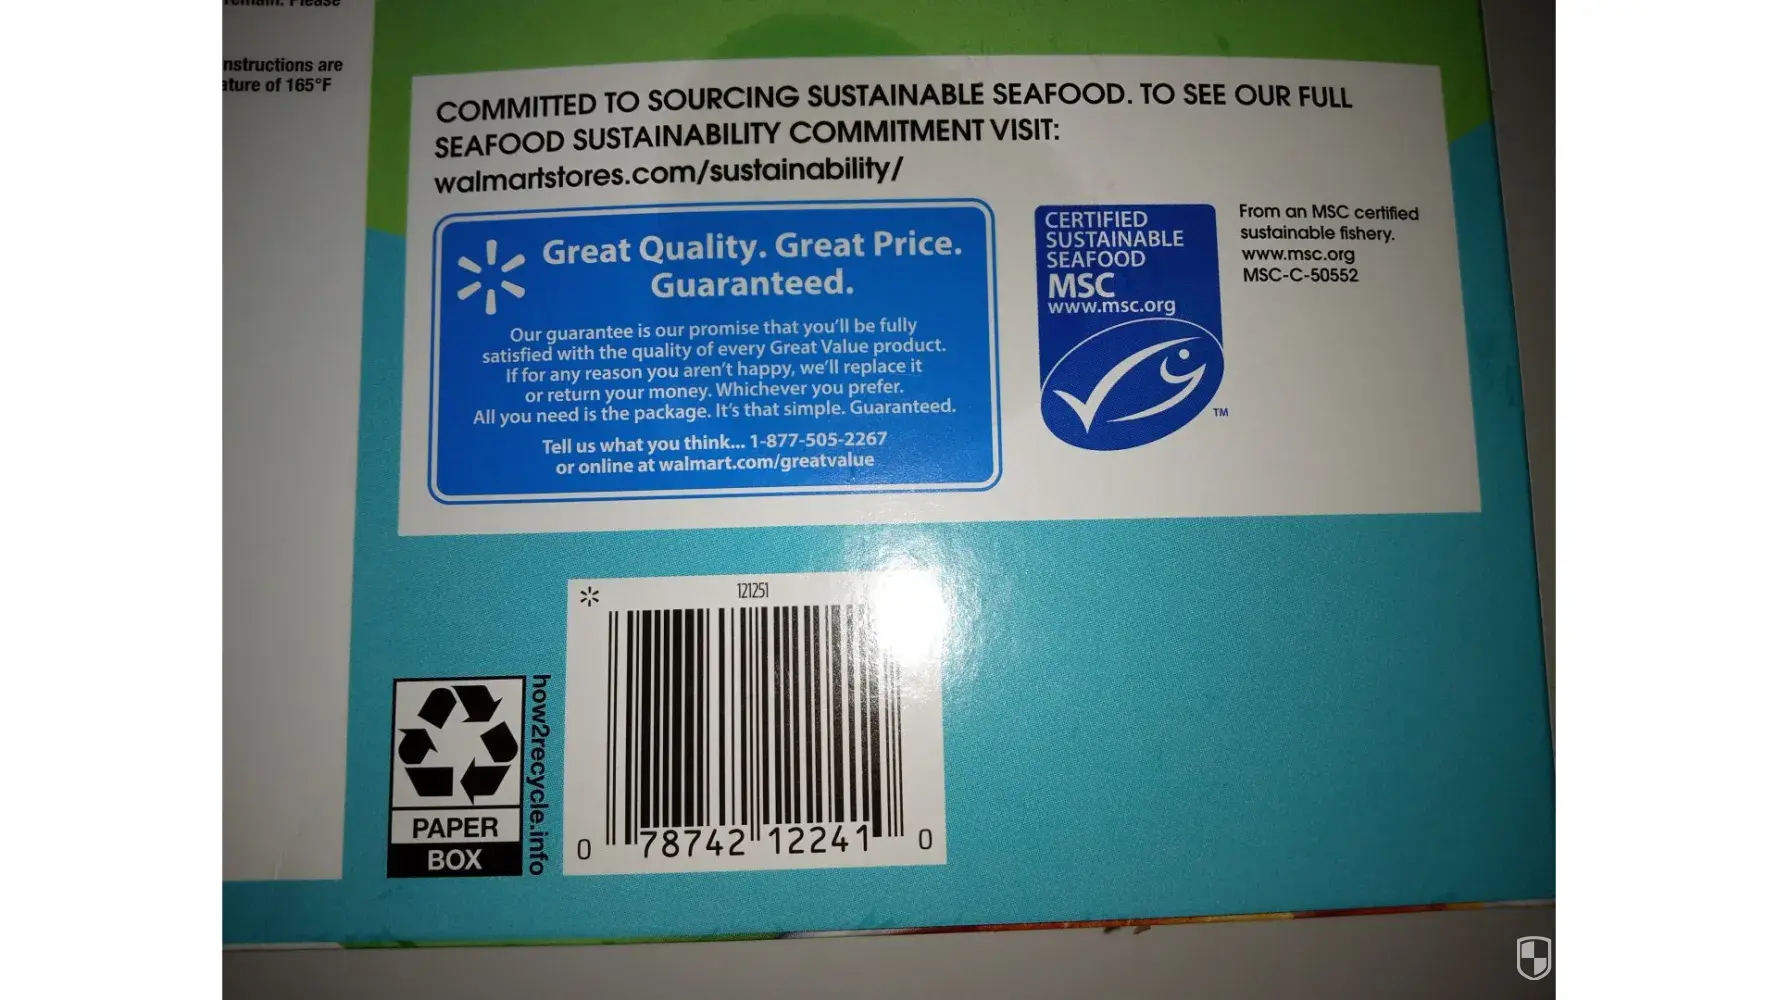 remain. Please
nstructions are
ature of 165°F
COMMITTED TO SOURCING SUSTAINABLE SEAFOOD. TO SEE OUR FULL
SEAFOOD SUSTAINABILITY COMMITMENT VISIT:
walmartstores.com/sustainability/
Great Quality. Great Price.
Guaranteed.
Our guarantee is our promise that you'll be fully
satisfied with the quality of every Great Value product.
If for any reason you aren't happy, we'll replace it
or return your money. Whichever you prefer.
All you need is the package. It's that simple. Guaranteed.
Tell us what you think... 1-877-505-2267
or online at walmart.com/greatvalue
CERTIFIED
SUSTAINABLE
SEAFOOD
MSC
www.msc.org
TM
From an MSC certified
sustainable fishery.
www.msc.org
MSC-C-50552
121251
0 78742 12241 0
how2recycle.info
PAPER
BOX